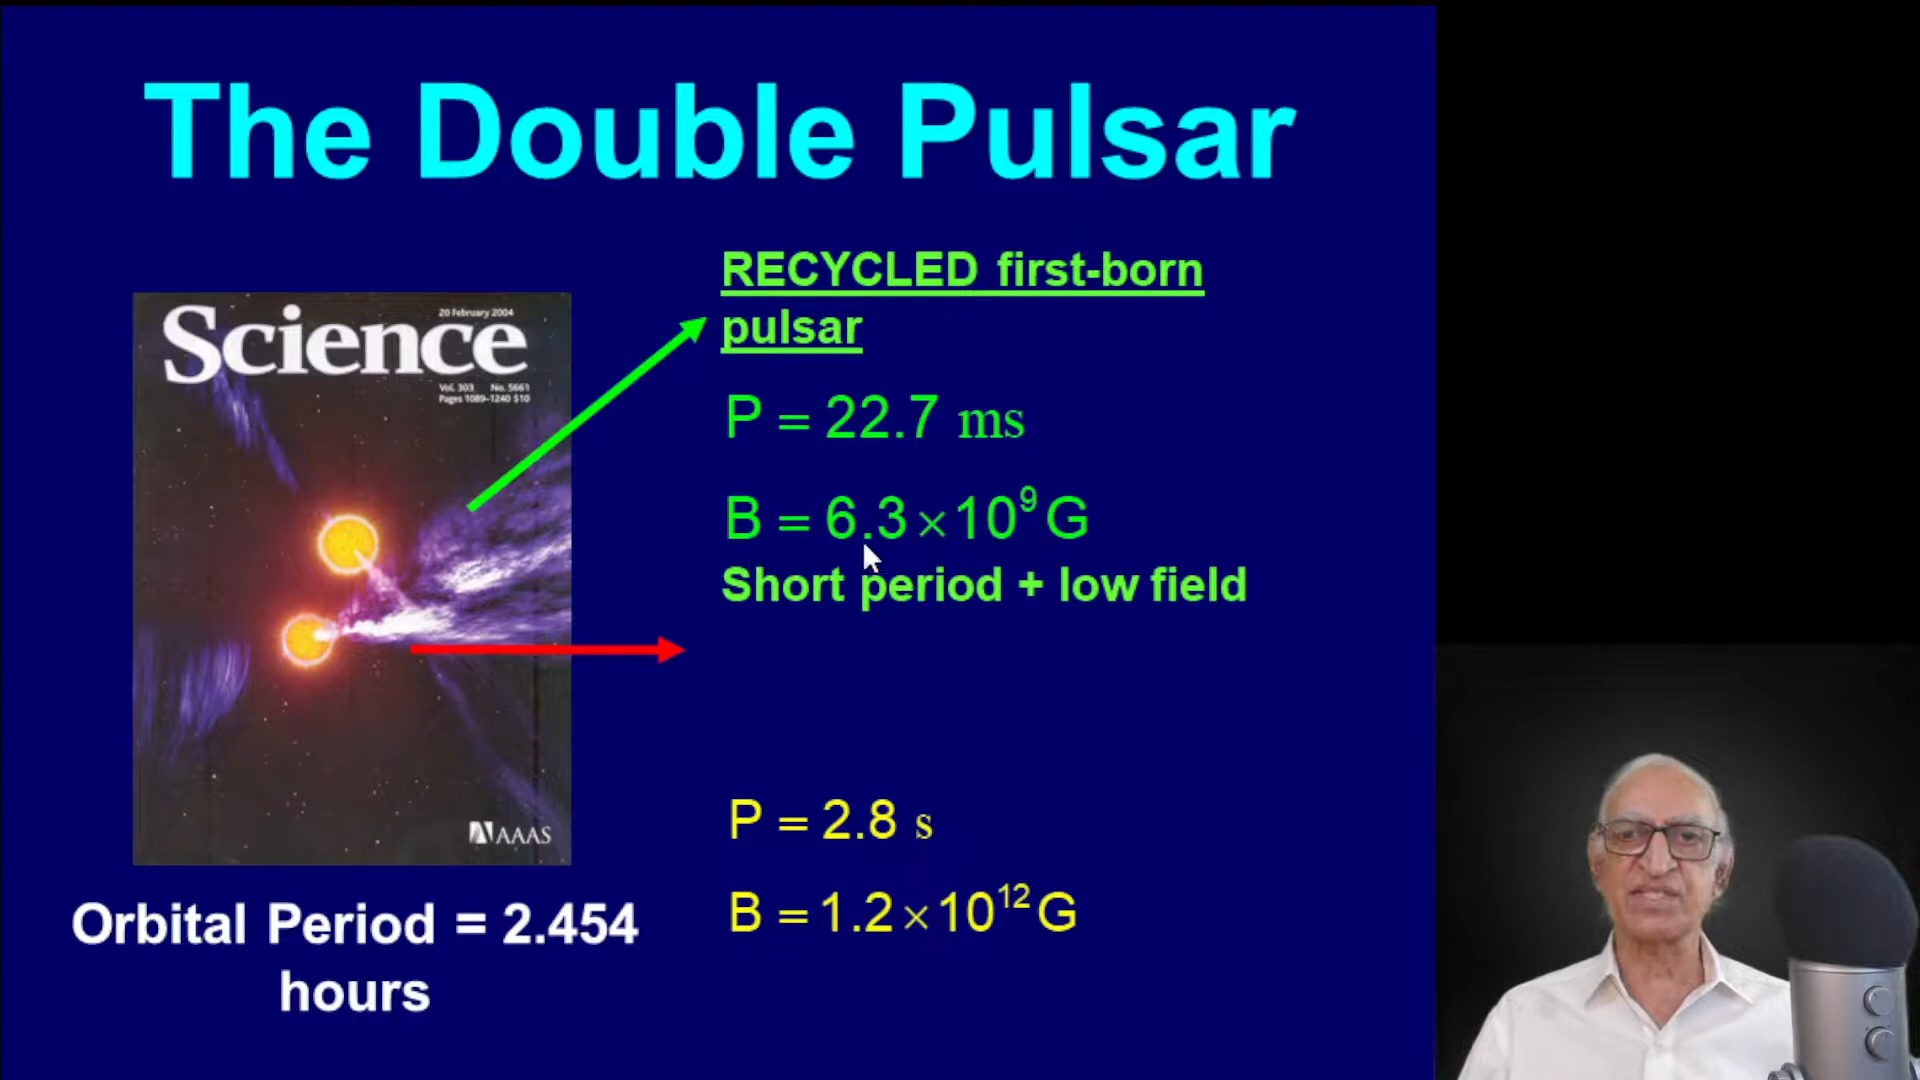 The Double Pulsar
RECYCLED first-born
pulsar
20 February 2004
Science
Vol. 303 No. 5661
Pages 1089–1240 $10
P = 22.7 ms
B = 6.3 × 10⁹ G
Short period + low field
P = 2.8 s
B = 1.2 × 10¹² G
AAAS
Orbital Period = 2.454
hours